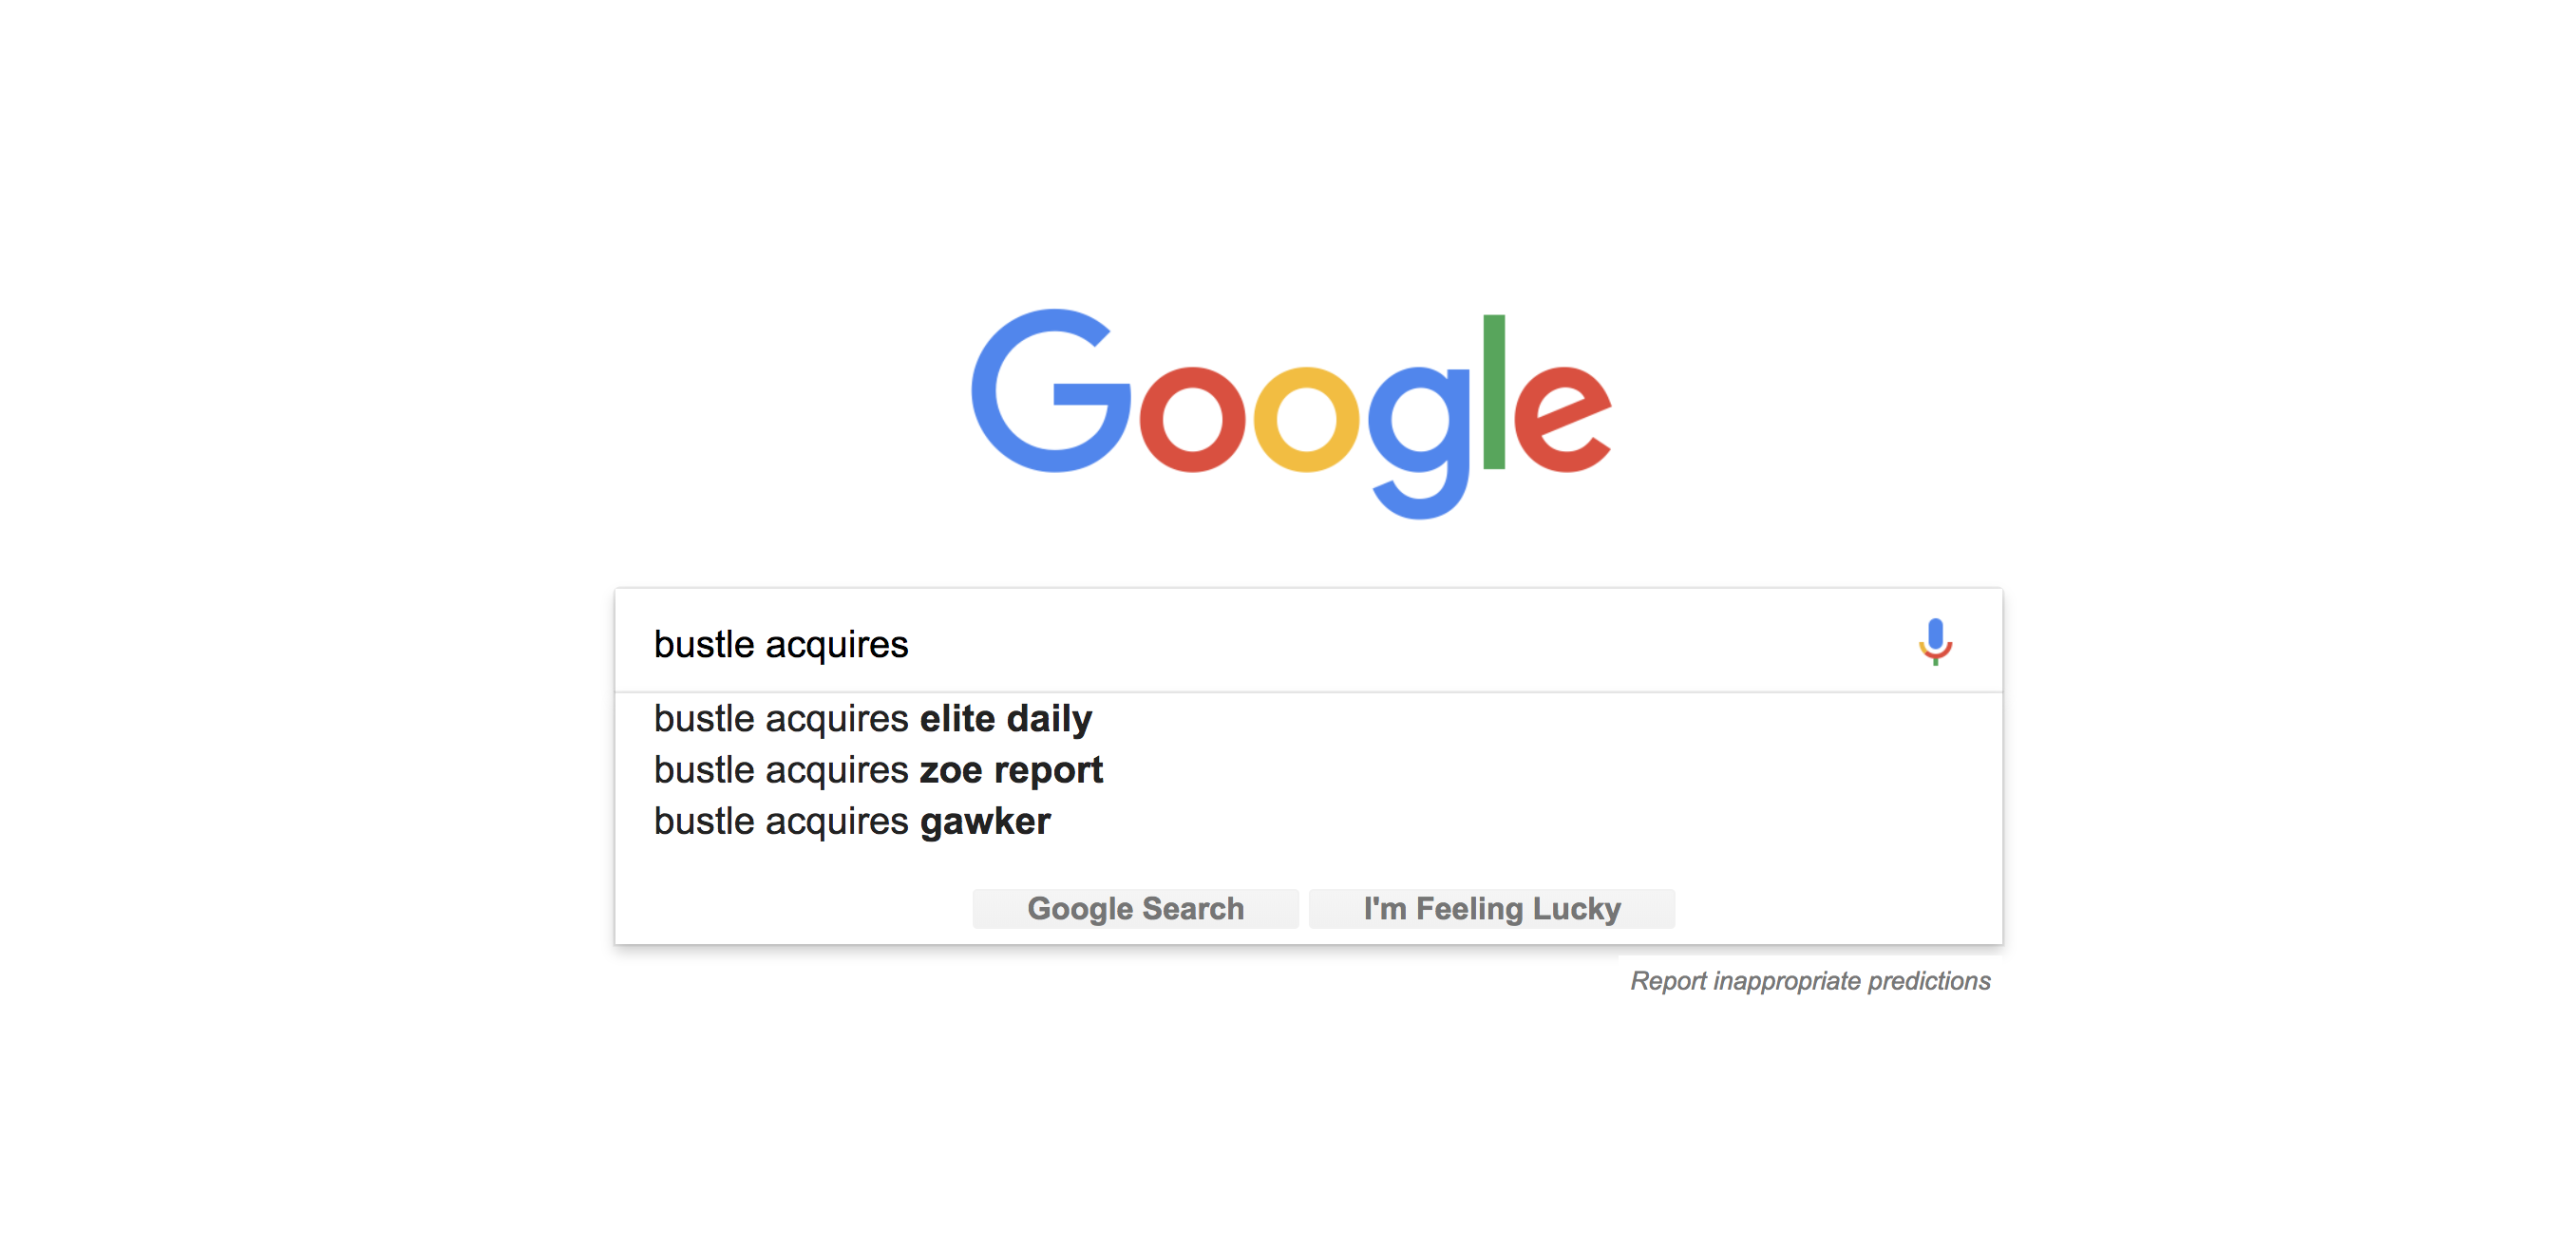 Google
bustle acquires
bustle acquires elite daily
bustle acquires zoe report
bustle acquires gawker
Google Search
I'm Feeling Lucky
Report inappropriate predictions